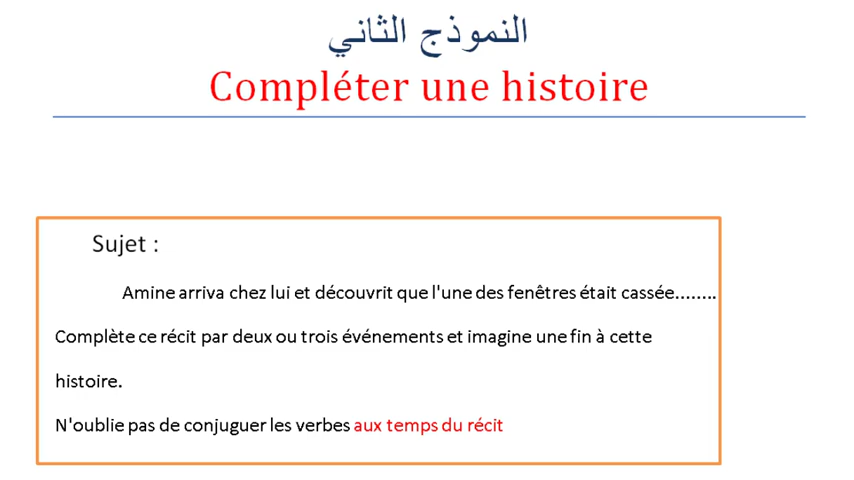 النموذج الثاني
Compléter une histoire
Sujet :
Amine arriva chez lui et découvrit que l'une des fenêtres était cassée........
Complète ce récit par deux ou trois événements et imagine une fin à cette
histoire.
N'oublie pas de conjuguer les verbes aux temps du récit